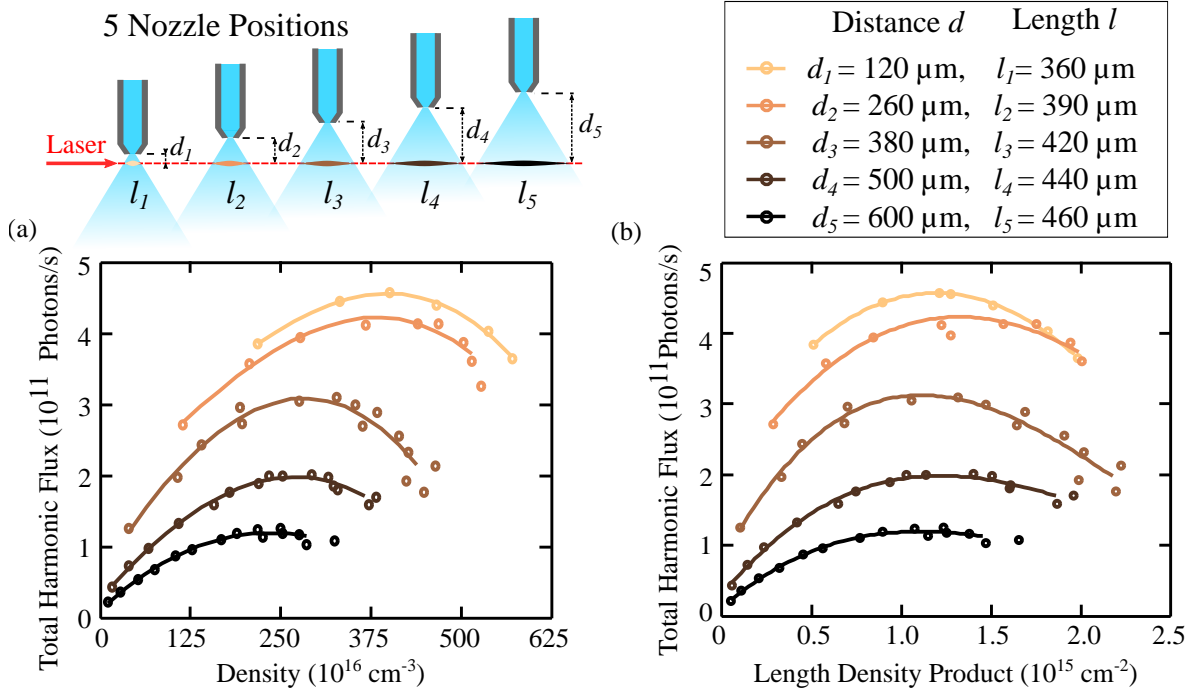 5 Nozzle Positions
Laser
d1
d2
d3
d4
d5
l1
l2
l3
l4
l5
Distance d Length l
d1 = 120 µm, l1 = 360 µm
d2 = 260 µm, l2 = 390 µm
d3 = 380 µm, l3 = 420 µm
d4 = 500 µm, l4 = 440 µm
d5 = 600 µm, l5 = 460 µm
(a)
Total Harmonic Flux (10^11 Photons/s)
5
4
3
2
1
0
0 125 250 375 500 625
Density (10^16 cm^-3)
(b)
Total Harmonic Flux (10^11 Photons/s)
5
4
3
2
1
0
0 0.5 1.0 1.5 2.0 2.5
Length Density Product (10^15 cm^-2)